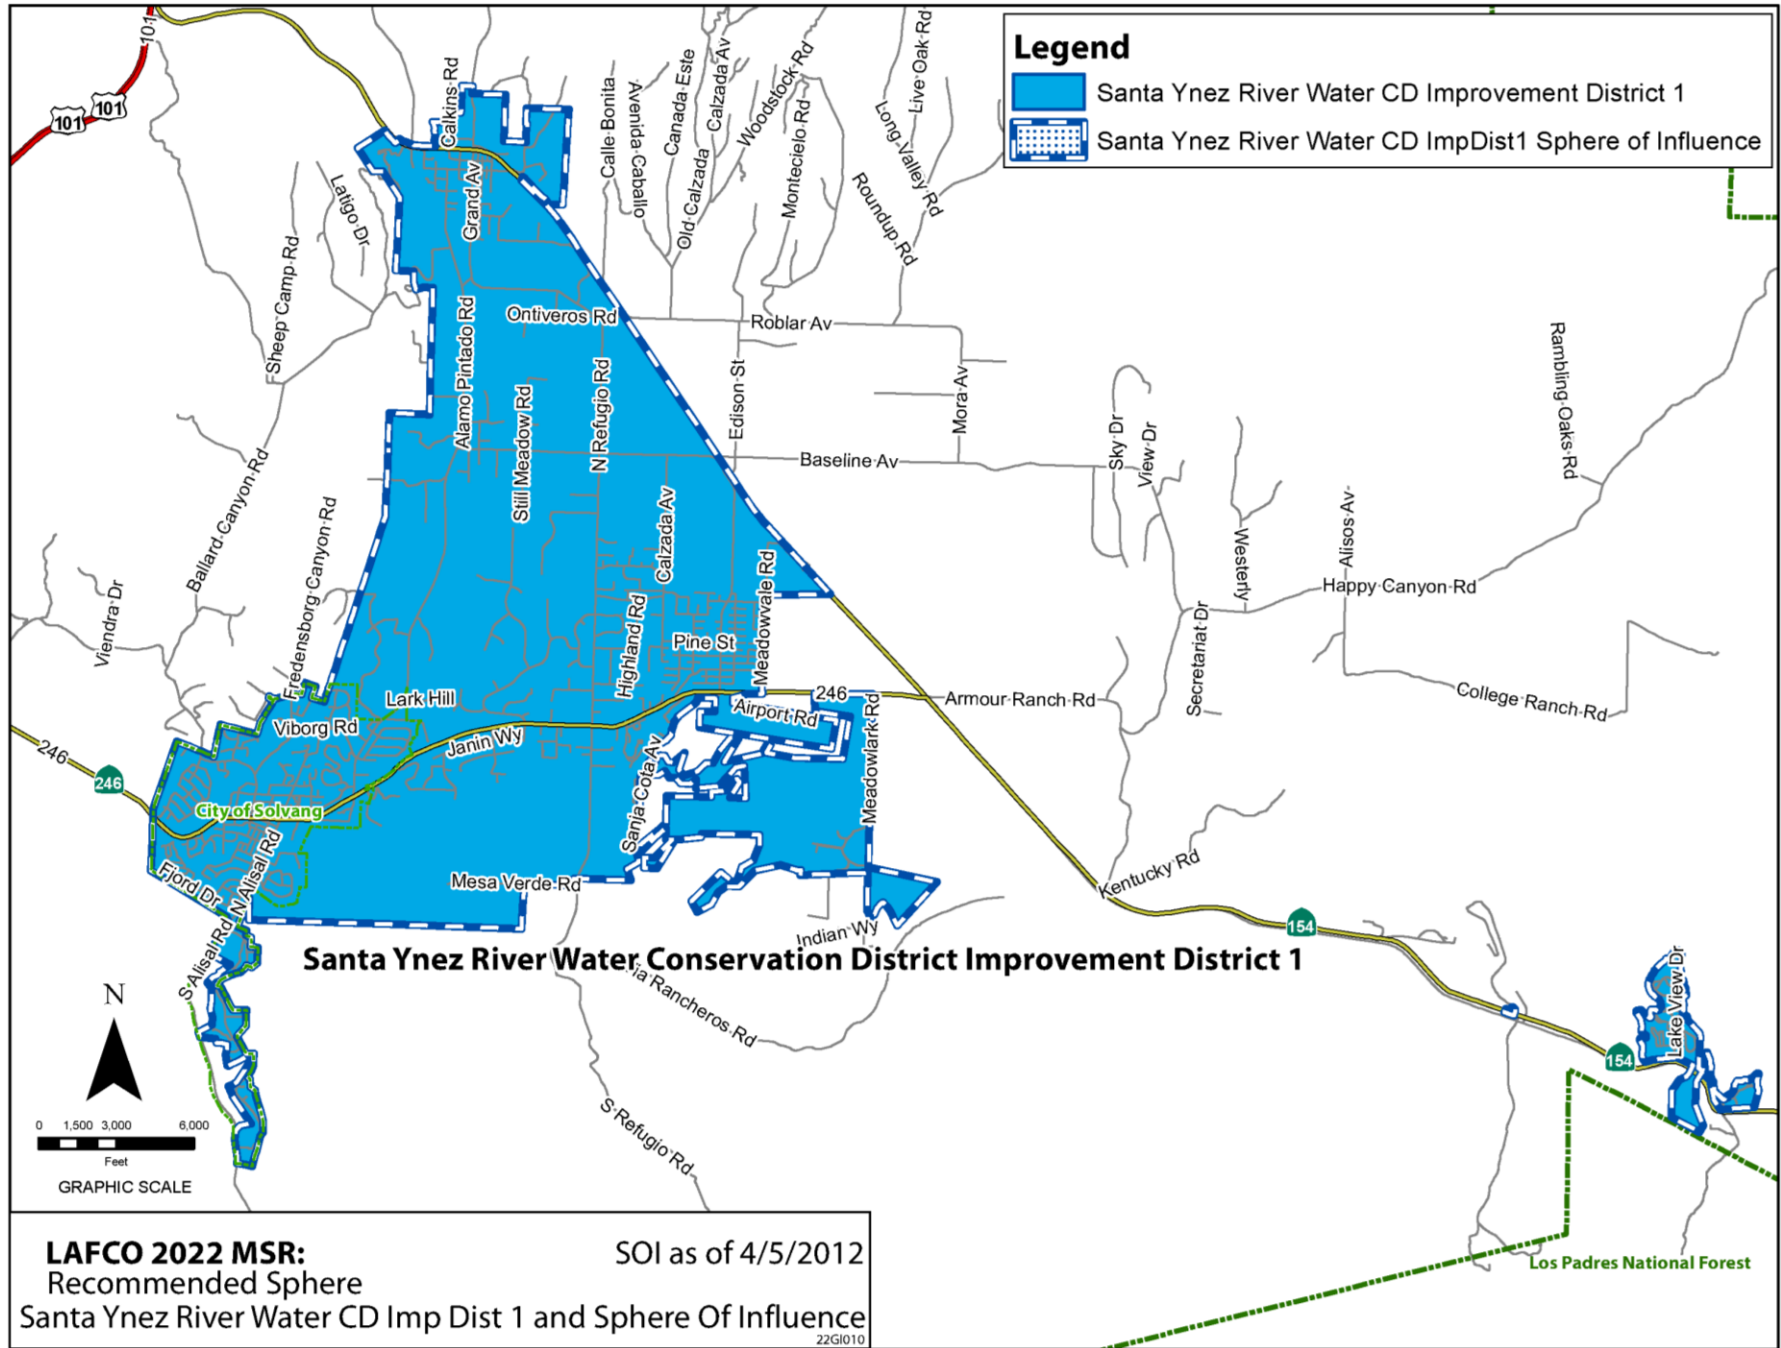 101
101
101
Legend
Santa Ynez River Water CD Improvement District 1
Santa Ynez River Water CD ImpDist1 Sphere of Influence
Calkins Rd
Grand Av
Latigo Dr
Sheep Camp Rd
Calle Bonita
Avenida Caballo
Canada Este
Calzada Av
Old Calzada
Woodstock Rd
Montecielo Rd
Live Oak Rd
Long Valley Rd
Roundup Rd
Ontiveros Rd
Roblar Av
Alamo Pintado Rd
Still Meadow Rd
N Refugio Rd
Edison St
Mora Av
Baseline Av
Sky Dr
View Dr
Rambling Oaks Rd
Ballard Canyon Rd
Fredensborg Canyon Rd
Viendra Dr
Calzada Av
Highland Rd
Meadowvale Rd
Pine St
Westerly
Alisos Av
Happy Canyon Rd
Secretariat Dr
College Ranch Rd
Lark Hill
Viborg Rd
Janin Wy
246
Airport Rd
Armour Ranch Rd
Meadowlark Rd
Sanja Cota Av
246
246
City of Solvang
Fjord Dr
N Alisal Rd
S Alisal Rd
Mesa Verde Rd
Indian Wy
Kentucky Rd
154
154
Lake View Dr
Santa Ynez River Water Conservation District Improvement District 1
Rancheros Rd
S Refugio Rd
Los Padres National Forest
N
0 1,500 3,000 6,000
Feet
GRAPHIC SCALE
LAFCO 2022 MSR: SOI as of 4/5/2012
Recommended Sphere
Santa Ynez River Water CD Imp Dist 1 and Sphere Of Influence
22GI010